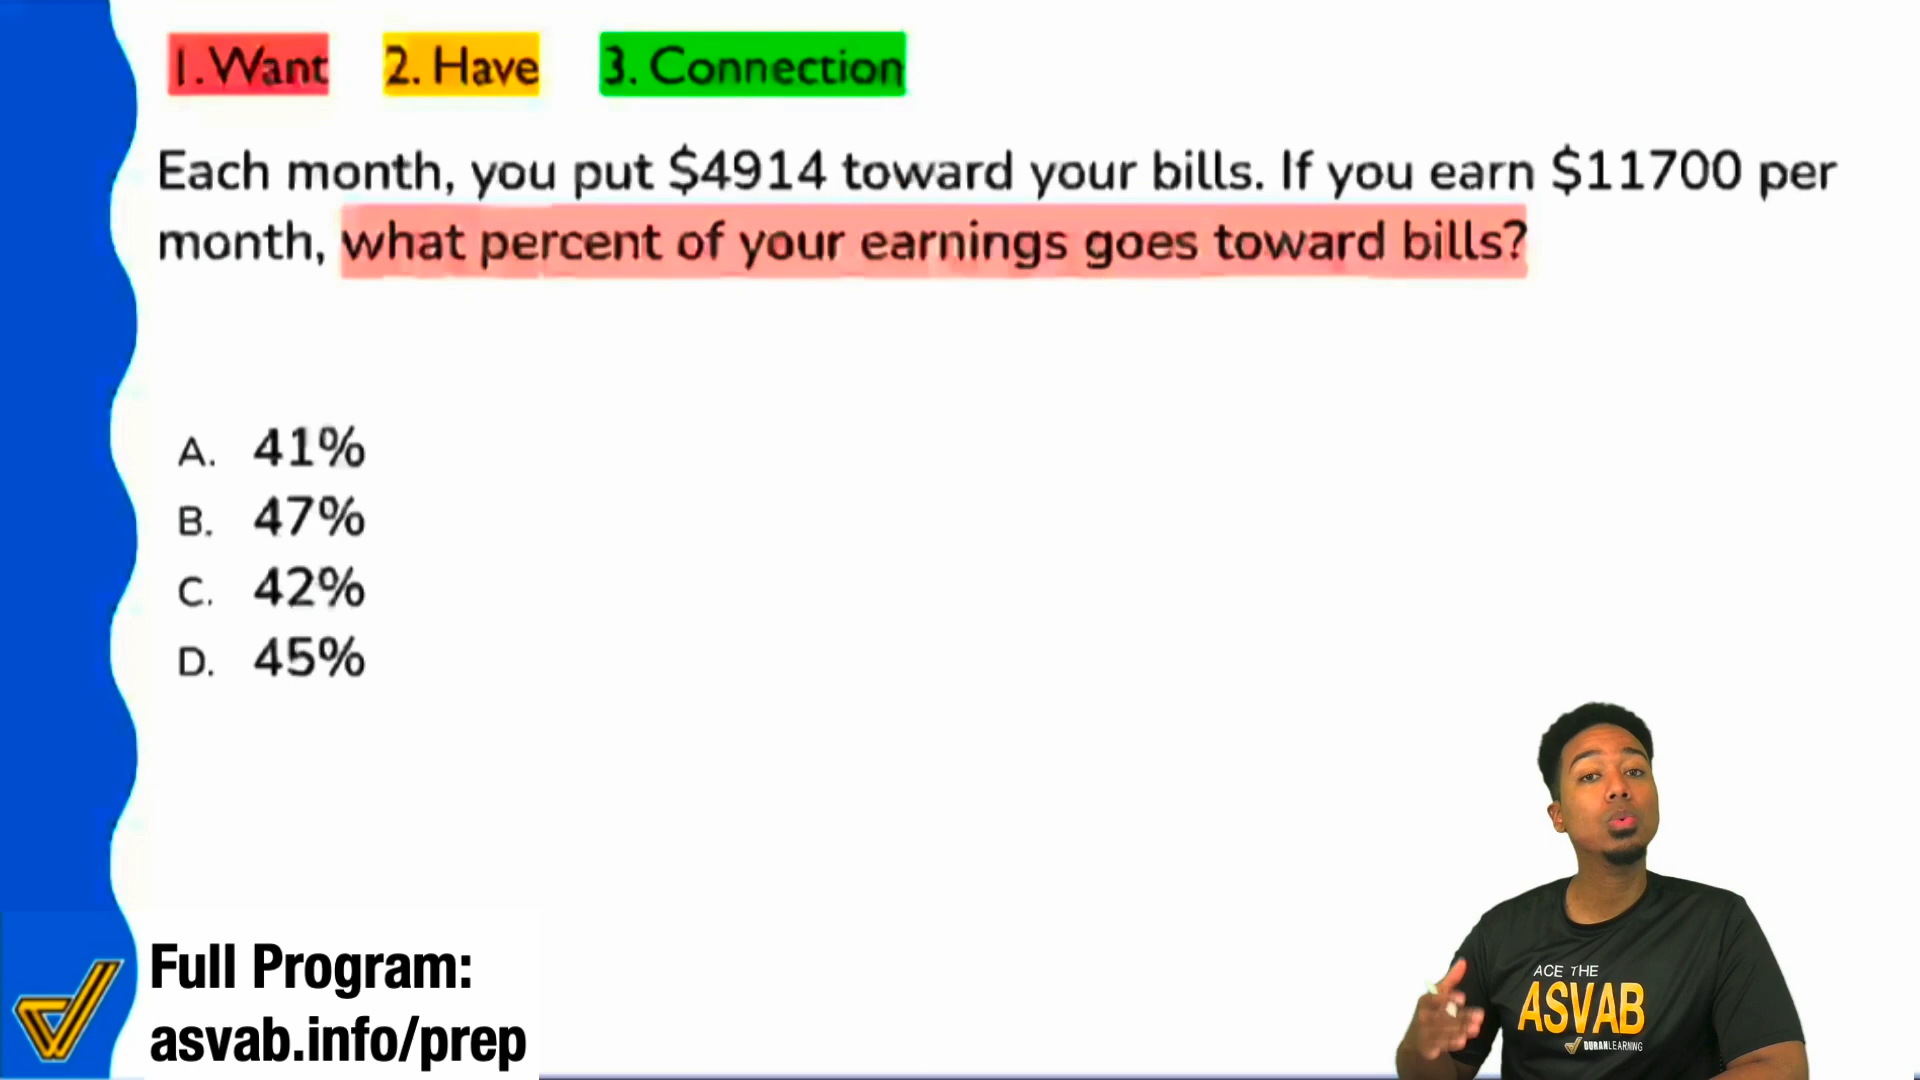 1. Want 2. Have 3. Connection
Each month, you put $4914 toward your bills. If you earn $11700 per
month, what percent of your earnings goes toward bills?
A. 41%
B. 47%
C. 42%
D. 45%
Full Program:
asvab.info/prep
ACE THE
ASVAB
DURANLEARNING